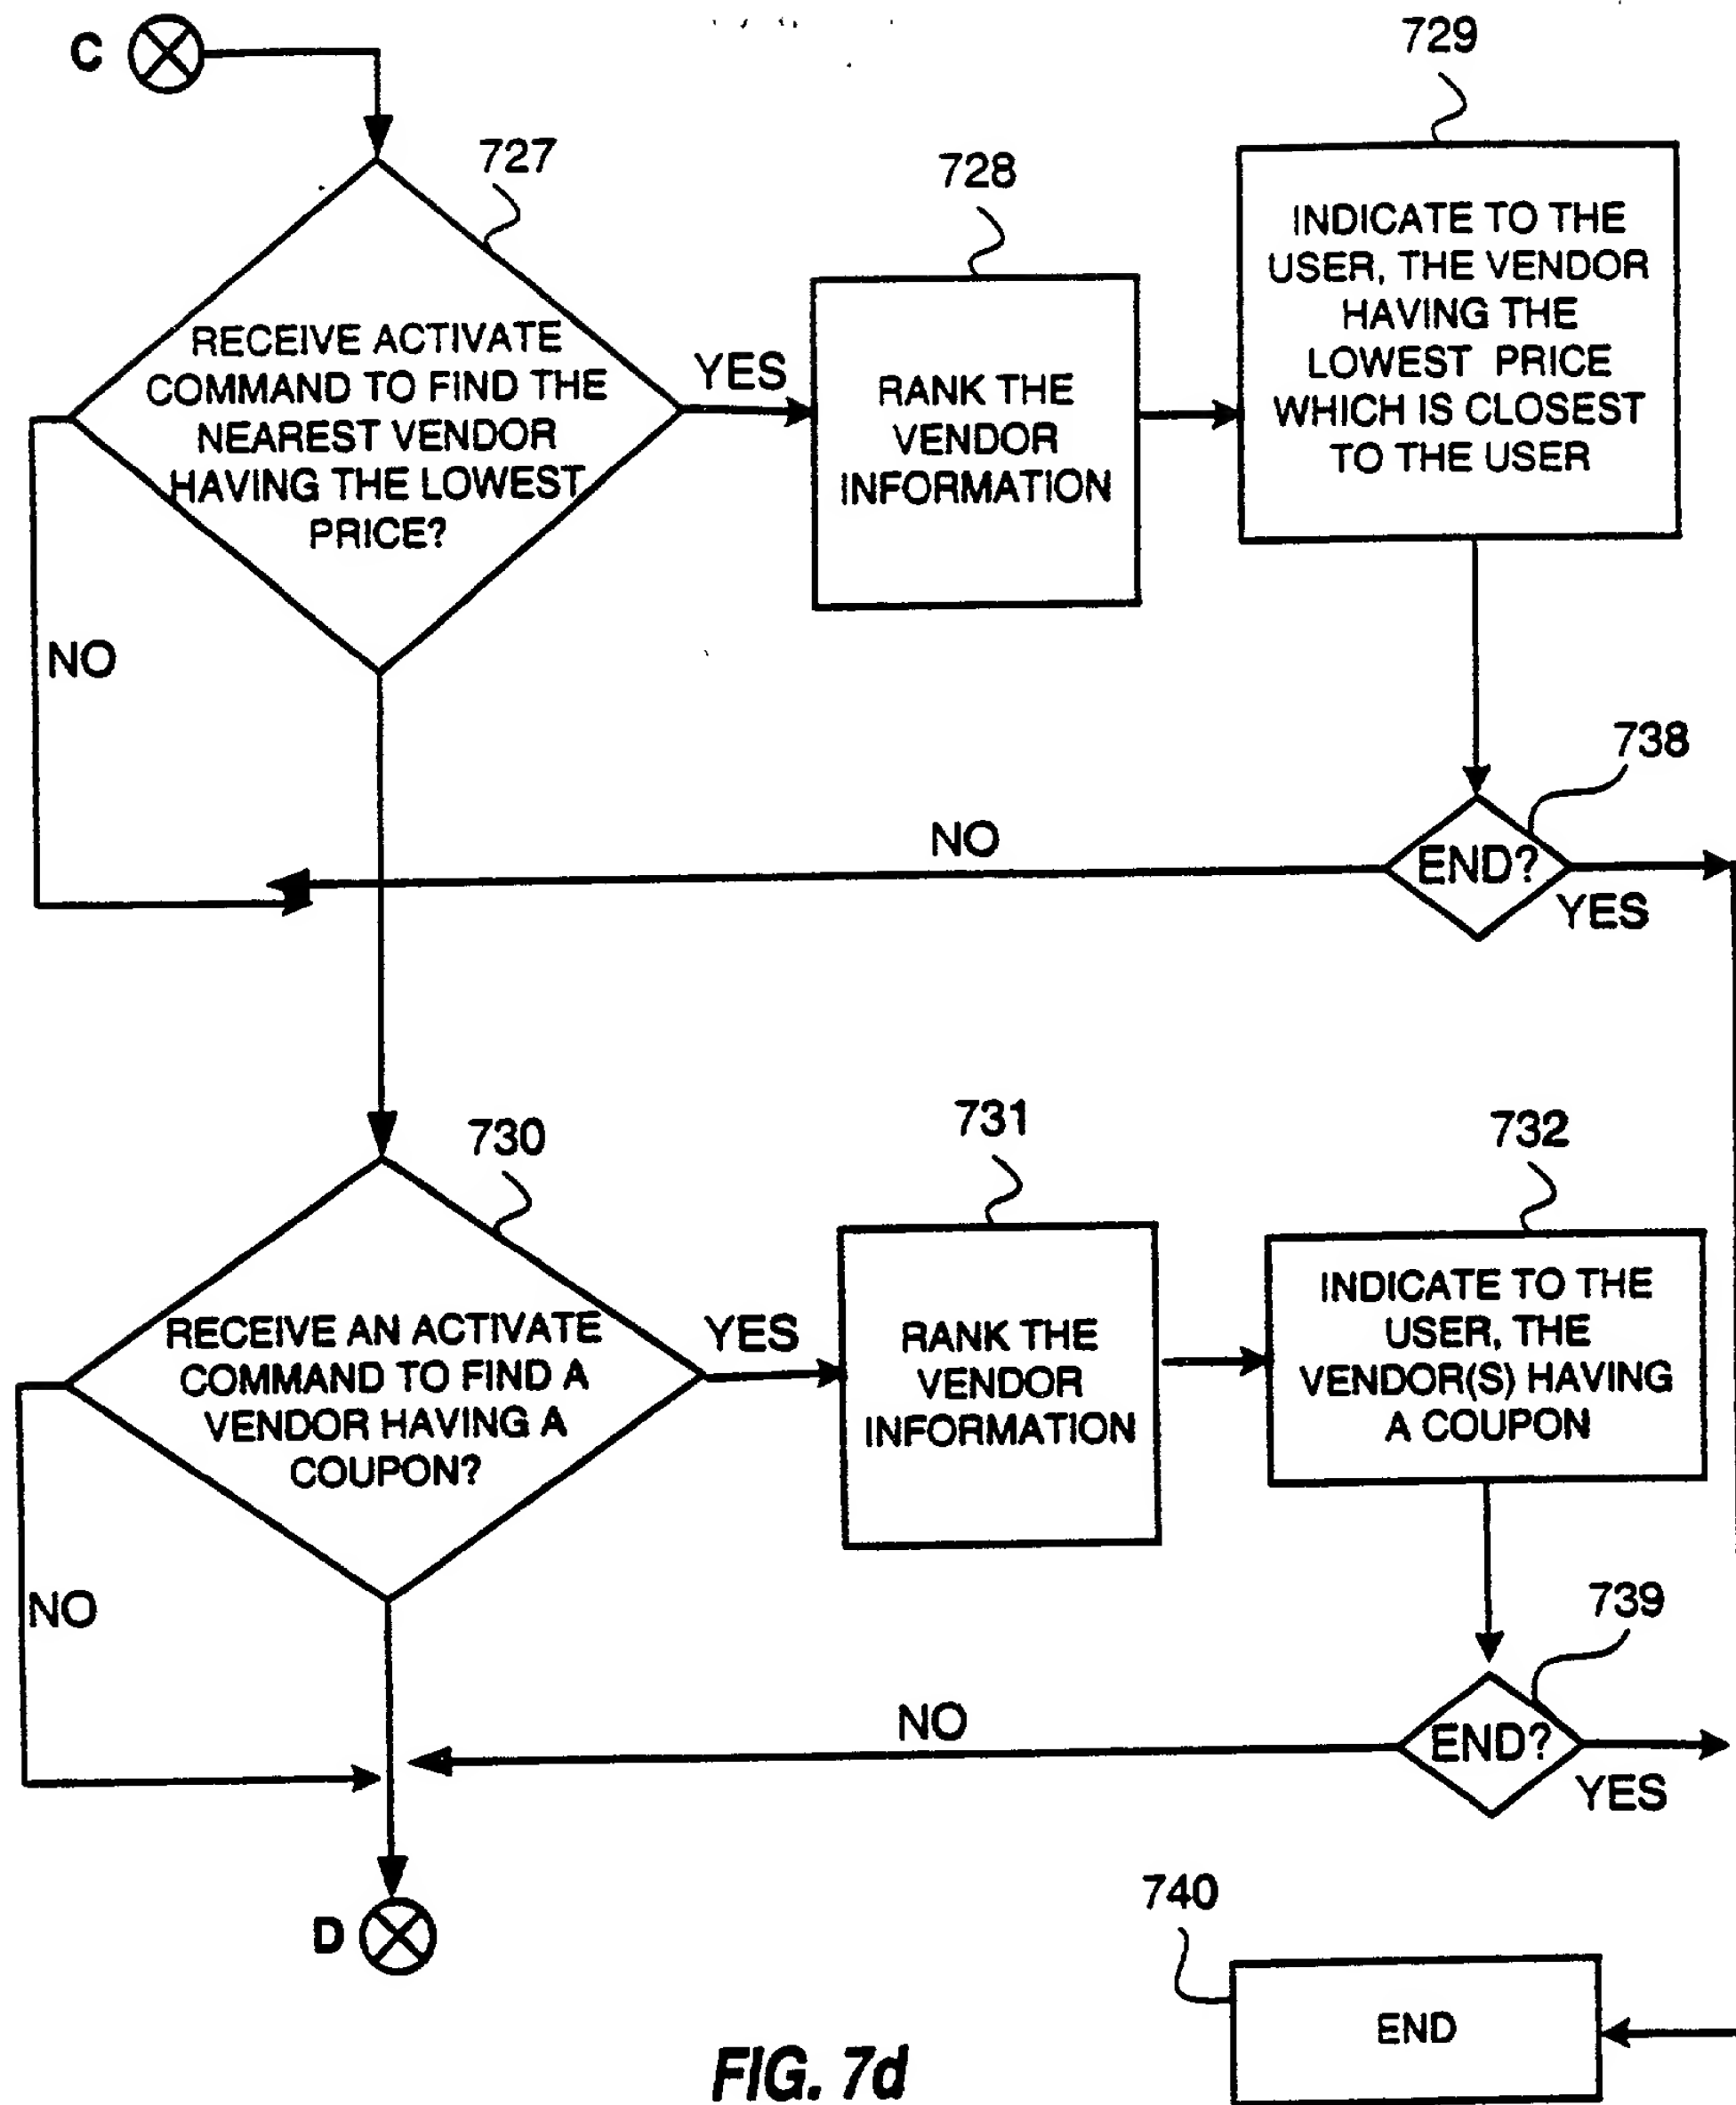 C
727
728
729
RECEIVE ACTIVATE
COMMAND TO FIND THE
NEAREST VENDOR
HAVING THE LOWEST
PRICE?
YES
NO
RANK THE
VENDOR
INFORMATION
INDICATE TO THE
USER, THE VENDOR
HAVING THE
LOWEST PRICE
WHICH IS CLOSEST
TO THE USER
738
END?
NO
YES
730
731
732
RECEIVE AN ACTIVATE
COMMAND TO FIND A
VENDOR HAVING A
COUPON?
YES
NO
RANK THE
VENDOR
INFORMATION
INDICATE TO THE
USER, THE
VENDOR(S) HAVING
A COUPON
739
END?
NO
YES
D
740
END
FIG. 7d